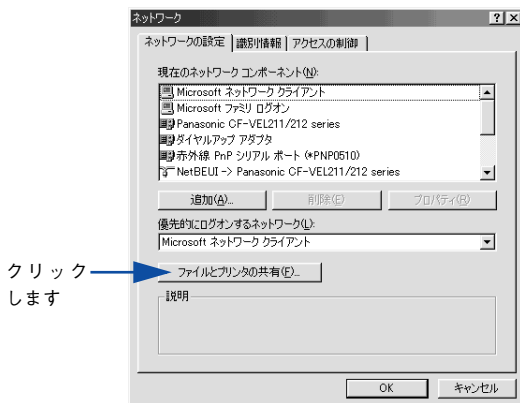 ネットワーク
ネットワークの設定 識別情報 アクセスの制御
現在のネットワーク コンポーネント(N):
Microsoft ネットワーク クライアント
Microsoft ファミリ ログオン
Panasonic CF-VEL211/212 series
ダイヤルアップ アダプタ
赤外線 PnP シリアル ポート (*PNP0510)
NetBEUI -> Panasonic CF-VEL211/212 series
追加(A)... 削除(E) プロパティ(R)
優先的にログオンするネットワーク(L):
Microsoft ネットワーク クライアント
クリック
します
ファイルとプリンタの共有(F)...
説明
OK キャンセル